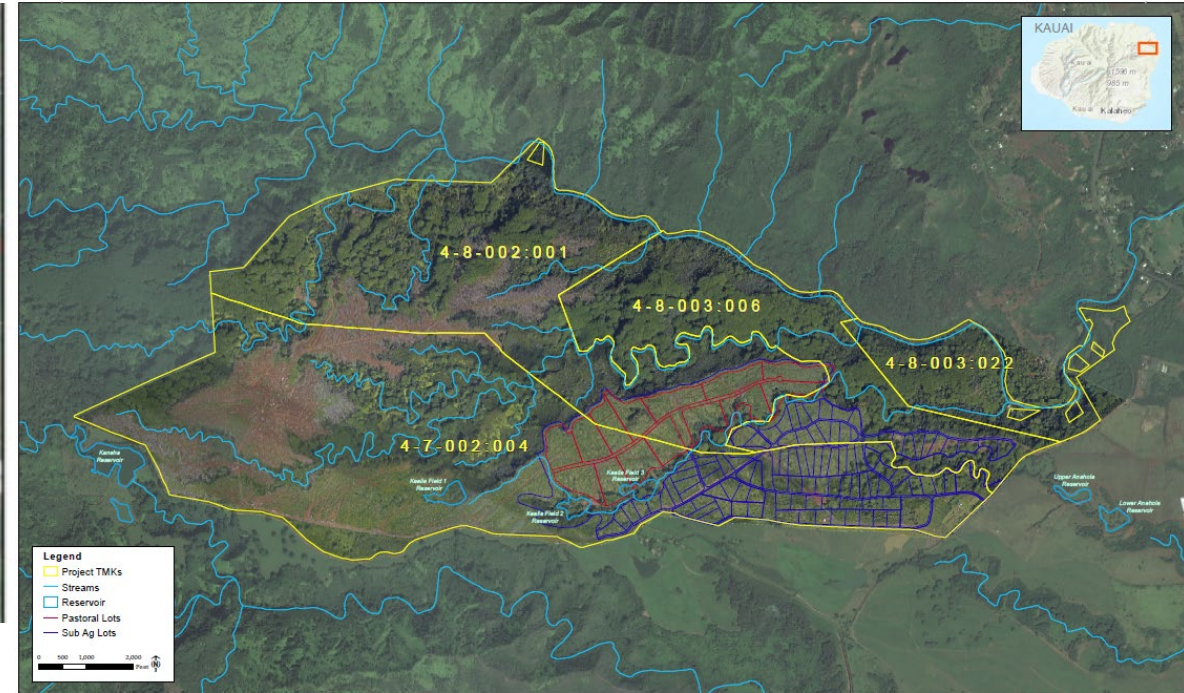 KAUAI
Kalaheo
4-8-002:001
4-8-003:006
4-8-003:022
4-7-002:004
Kaneha
Reservoir
Kealia Field 1
Reservoir
Kealia Field 3
Reservoir
Kealia Field 2
Reservoir
Upper Anahola
Reservoir
Lower Anahola
Reservoir
Legend
Project TMKs
Streams
Reservoir
Pastoral Lots
Sub Ag Lots
0 500 1,000 2,000
Feet
N